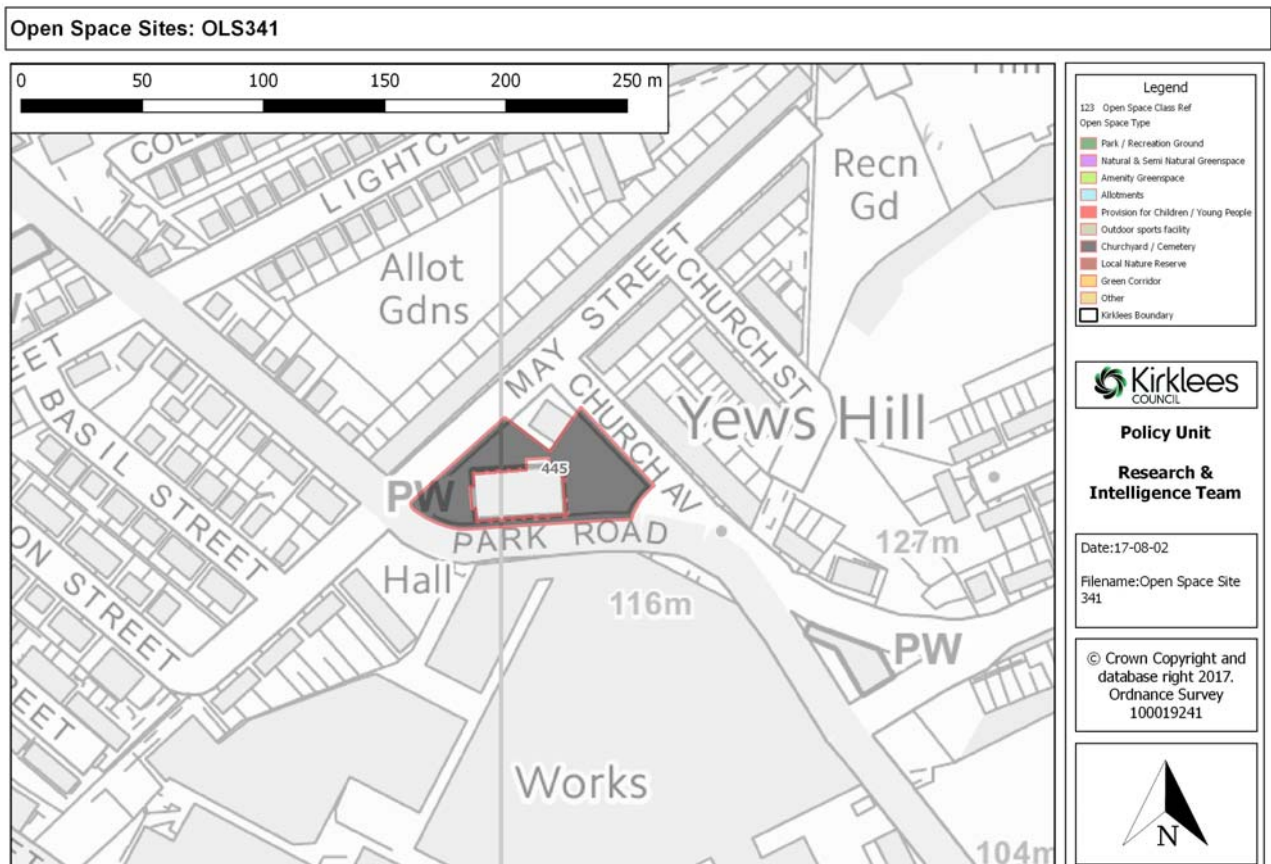 Open Space Sites: OLS341
0 50 100 150 200 250 m
LIGHTC
Recn
Gd
Allot
Gdns
MAY STREET
CHURCH ST
Yews Hill
BASIL STREET
CHURCH AV
445
PW
PARK ROAD
127m
ON STREET
Hall
116m
PW
REET
Works
104m
Legend
123 Open Space Class Ref
Open Space Type
Park / Recreation Ground
Natural & Semi Natural Greenspace
Amenity Greenspace
Allotments
Provision for Children / Young People
Outdoor sports facility
Churchyard / Cemetery
Local Nature Reserve
Green Corridor
Other
Kirklees Boundary
Kirklees
COUNCIL
Policy Unit
Research &
Intelligence Team
Date:17-08-02
Filename:Open Space Site
341
© Crown Copyright and
database right 2017.
Ordnance Survey
100019241
N